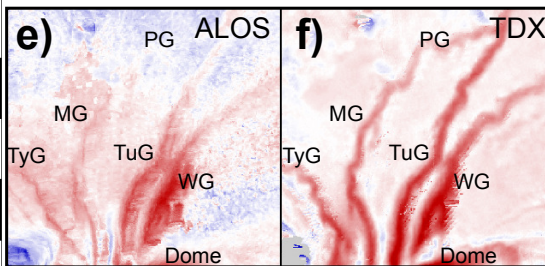 e) PG ALOS
MG
TyG TuG
WG
Dome
f) PG TDX
MG
TyG TuG
WG
Dome